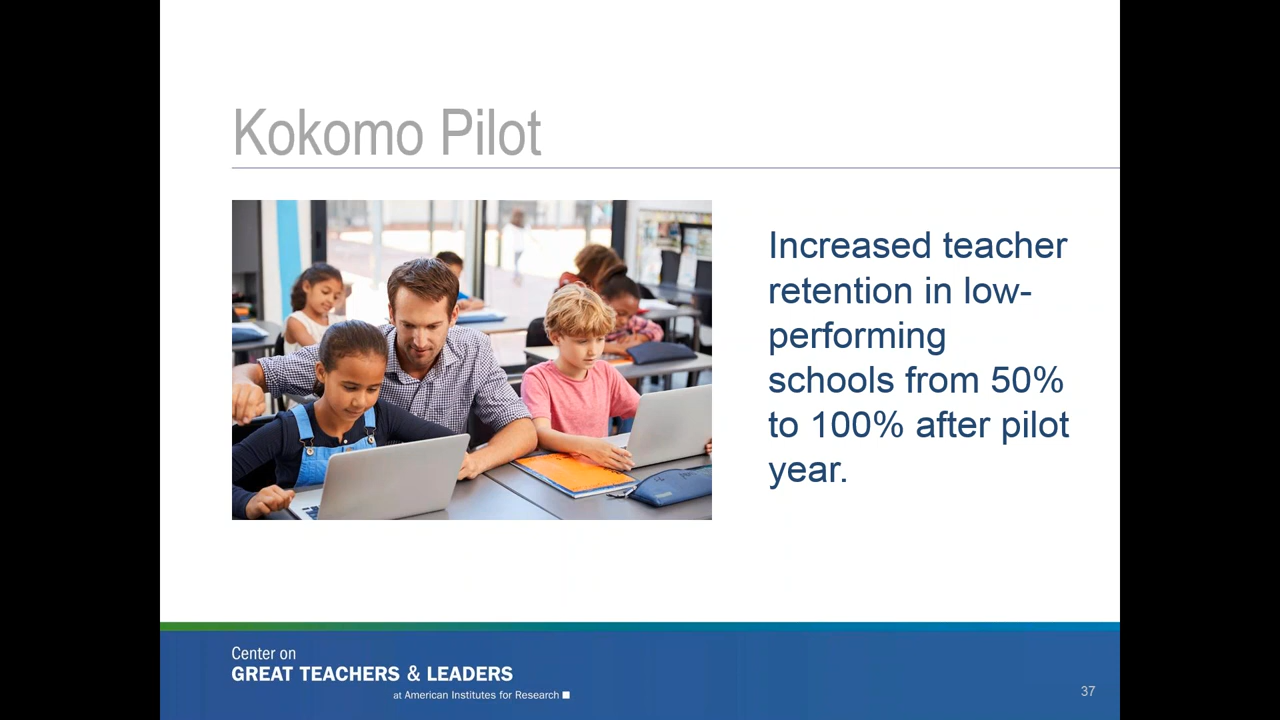 Kokomo Pilot
Increased teacher
retention in low-
performing
schools from 50%
to 100% after pilot
year.
Center on
GREAT TEACHERS & LEADERS
at American Institutes for Research
37